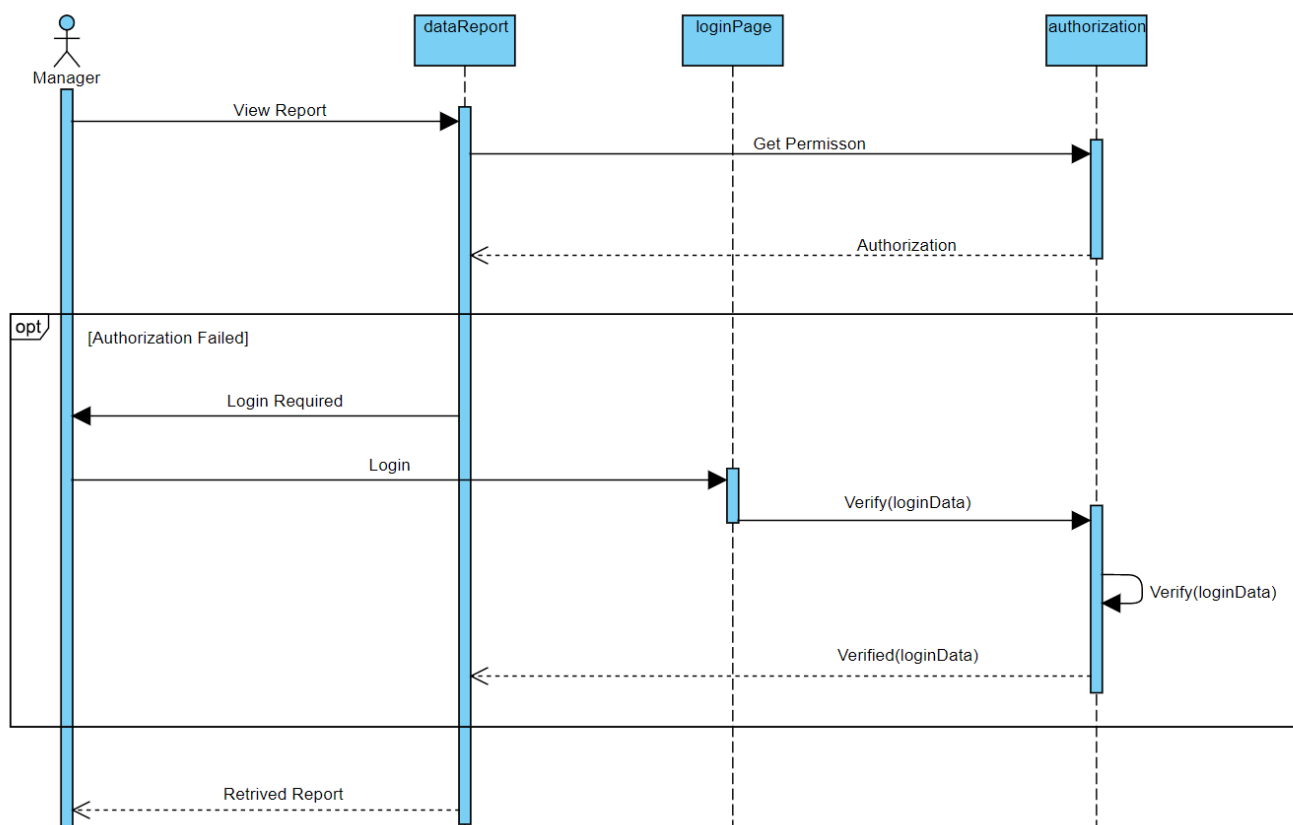 dataReport
loginPage
authorization
Manager
View Report
Get Permisson
Authorization
opt
[Authorization Failed]
Login Required
Login
Verify(loginData)
Verify(loginData)
Verified(loginData)
Retrived Report